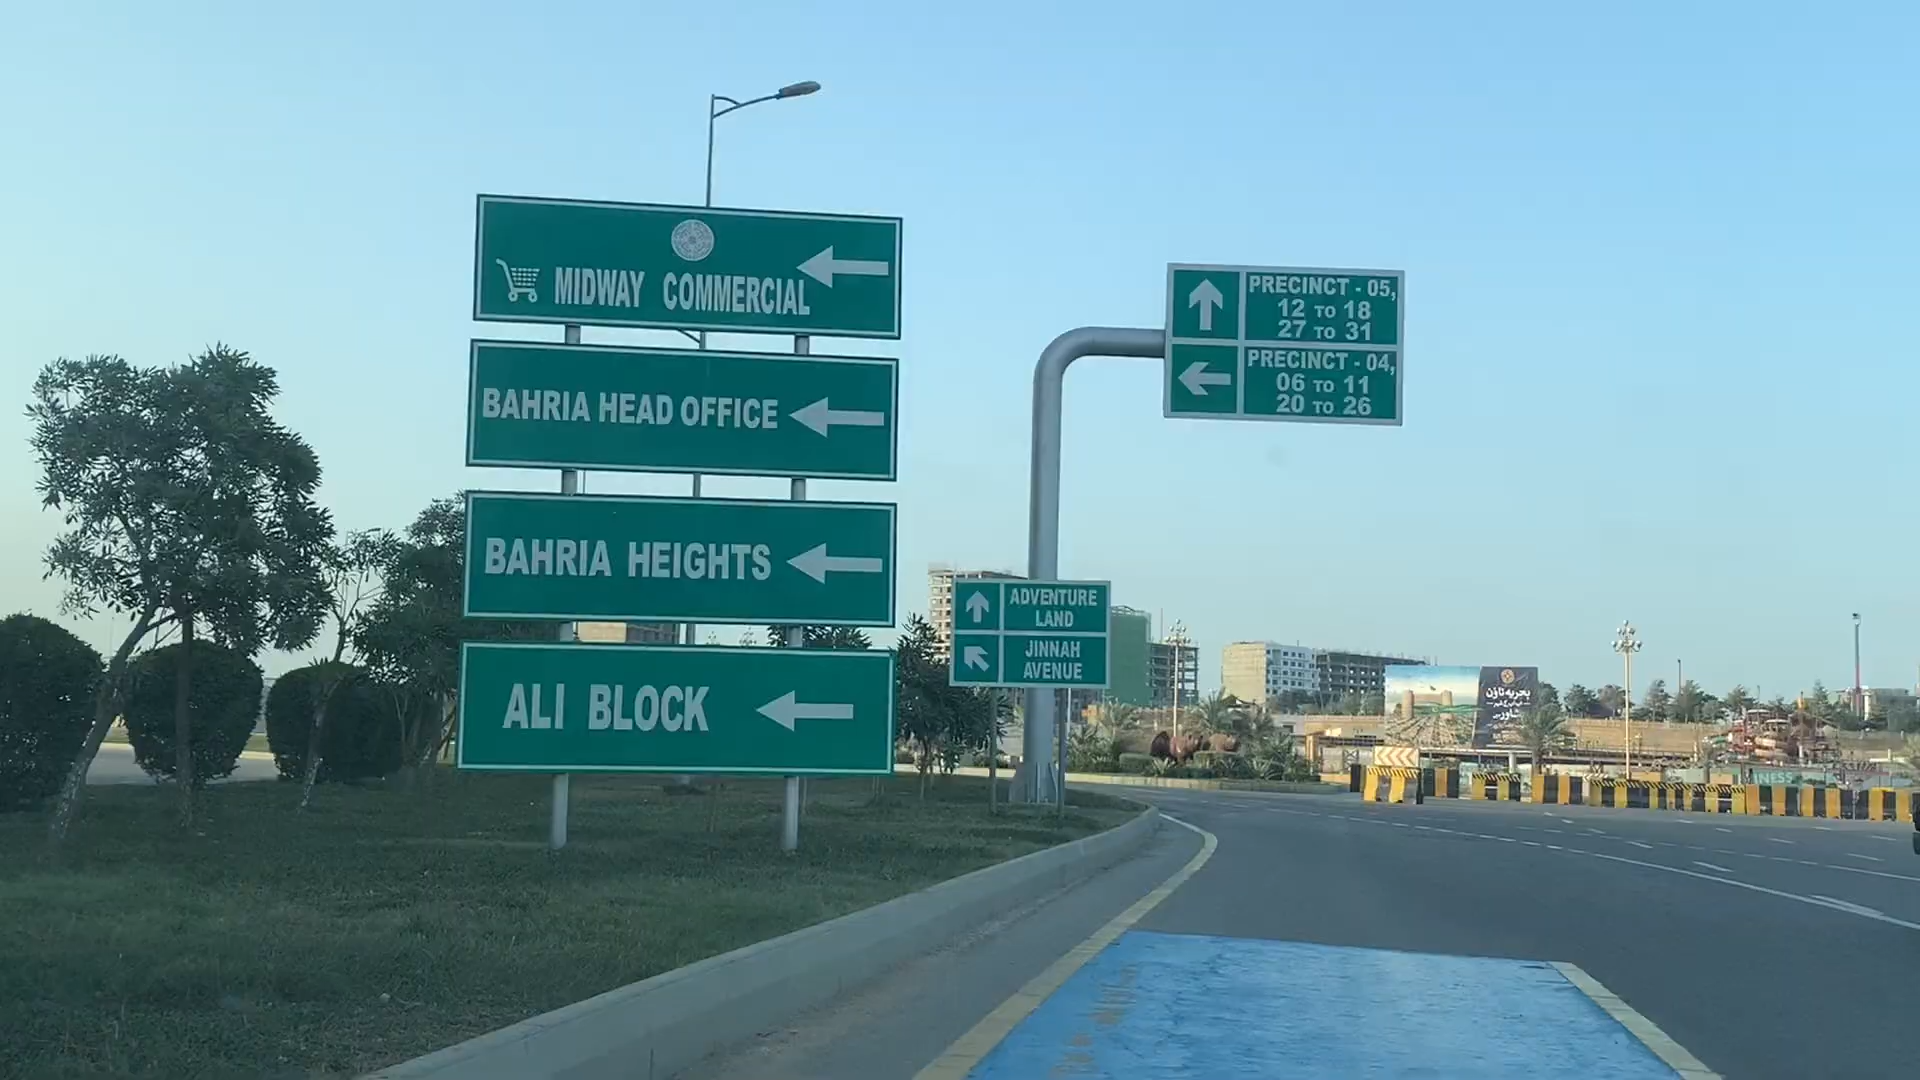 MIDWAY COMMERCIAL
BAHRIA HEAD OFFICE
BAHRIA HEIGHTS
ALI BLOCK
PRECINCT - 05,
12 TO 18
27 TO 31
PRECINCT - 04,
06 TO 11
20 TO 26
ADVENTURE
LAND
JINNAH
AVENUE
بحریہ ٹاؤن
پشاور